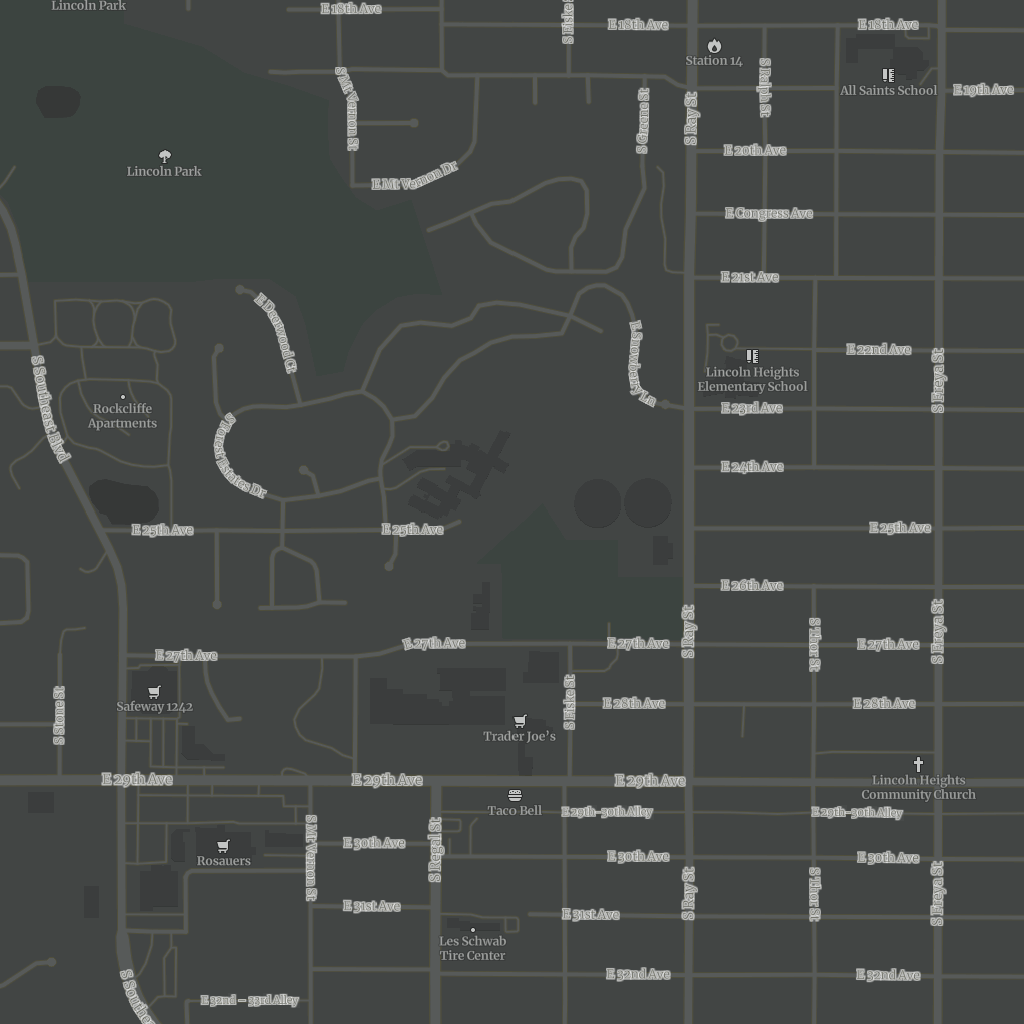 Lincoln Park
E 18th Ave
S Fiske
E 18th Ave
E 18th Ave
Station 14
S Mt Vernon St
S Ralph St
All Saints School
E 19th Ave
S Greene St
S Ray St
E 20th Ave
Lincoln Park
E Mt Vernon Dr
E Congress Ave
E 21st Ave
E Deerwood Ct
E Snowberry Ln
E 22nd Ave
S Southeast Blvd
Lincoln Heights
Elementary School
S Freya St
Rockcliffe
Apartments
E 23rd Ave
Estates Dr
E 24th Ave
E 25th Ave
E 25th Ave
E 25th Ave
E 26th Ave
S Ray St
S Freya St
S Thor St
E 27th Ave
E 27th Ave
E 27th Ave
E 27th Ave
S Stone St
Safeway 1242
S Fiske St
E 28th Ave
E 28th Ave
Trader Joe's
E 29th Ave
E 29th Ave
E 29th Ave
Lincoln Heights
Community Church
Taco Bell
E 29th-30th Alley
E 29th-30th Alley
S Mt Vernon St
S Regal St
E 30th Ave
Rosauers
E 30th Ave
E 30th Ave
S Ray St
S Thor St
S Freya St
E 31st Ave
E 31st Ave
Les Schwab
Tire Center
E 32nd Ave
E 32nd Ave
E 32nd – 33rd Alley
S Southe